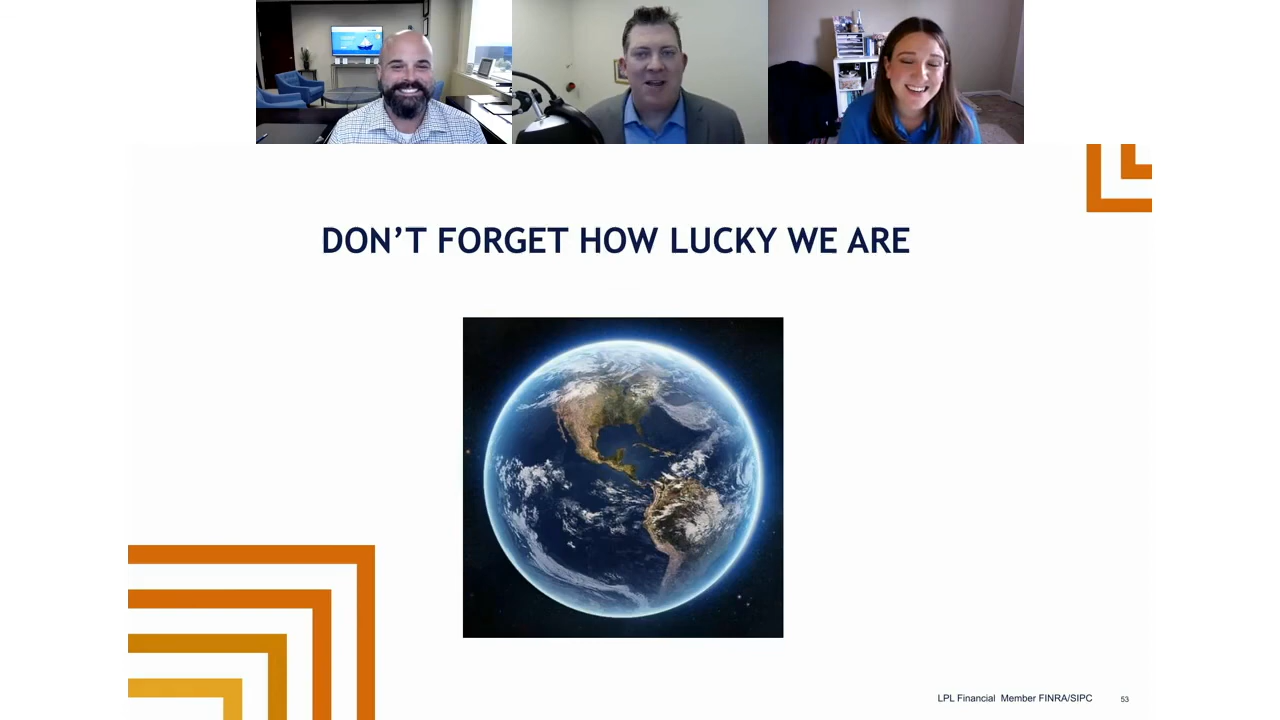 DON’T FORGET HOW LUCKY WE ARE
LPL Financial Member FINRA/SIPC
53